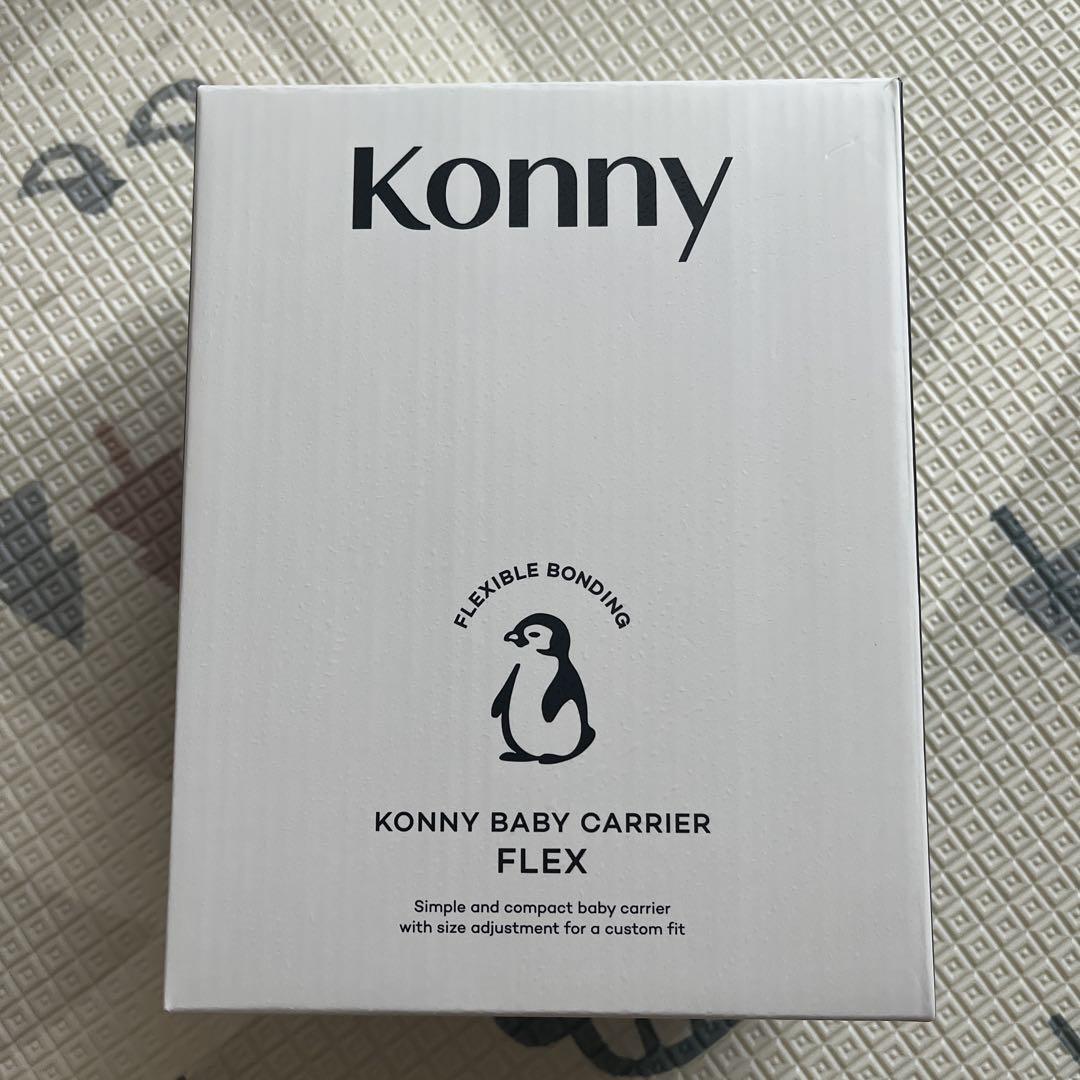 Konny
FLEXIBLE BONDING
KONNY BABY CARRIER
FLEX
Simple and compact baby carrier
with size adjustment for a custom fit